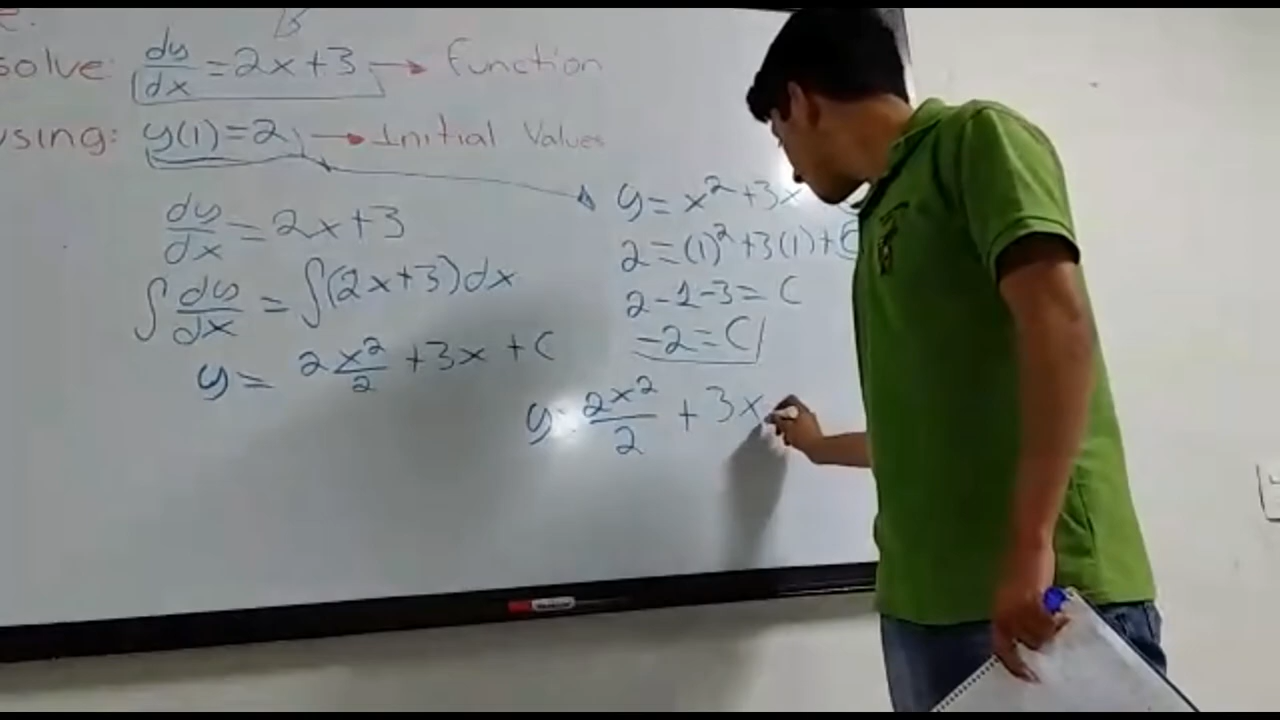 solve: dy/dx = 2x+3 → Function
using: y(1)=2 → Initial Values
dy/dx = 2x+3
∫ dy/dx = ∫(2x+3)dx
y = 2x²/2 +3x +C
y= x² +3x
2=(1)²+3(1)+C
2-1-3= C
-2=C
y= 2x²/2 + 3x